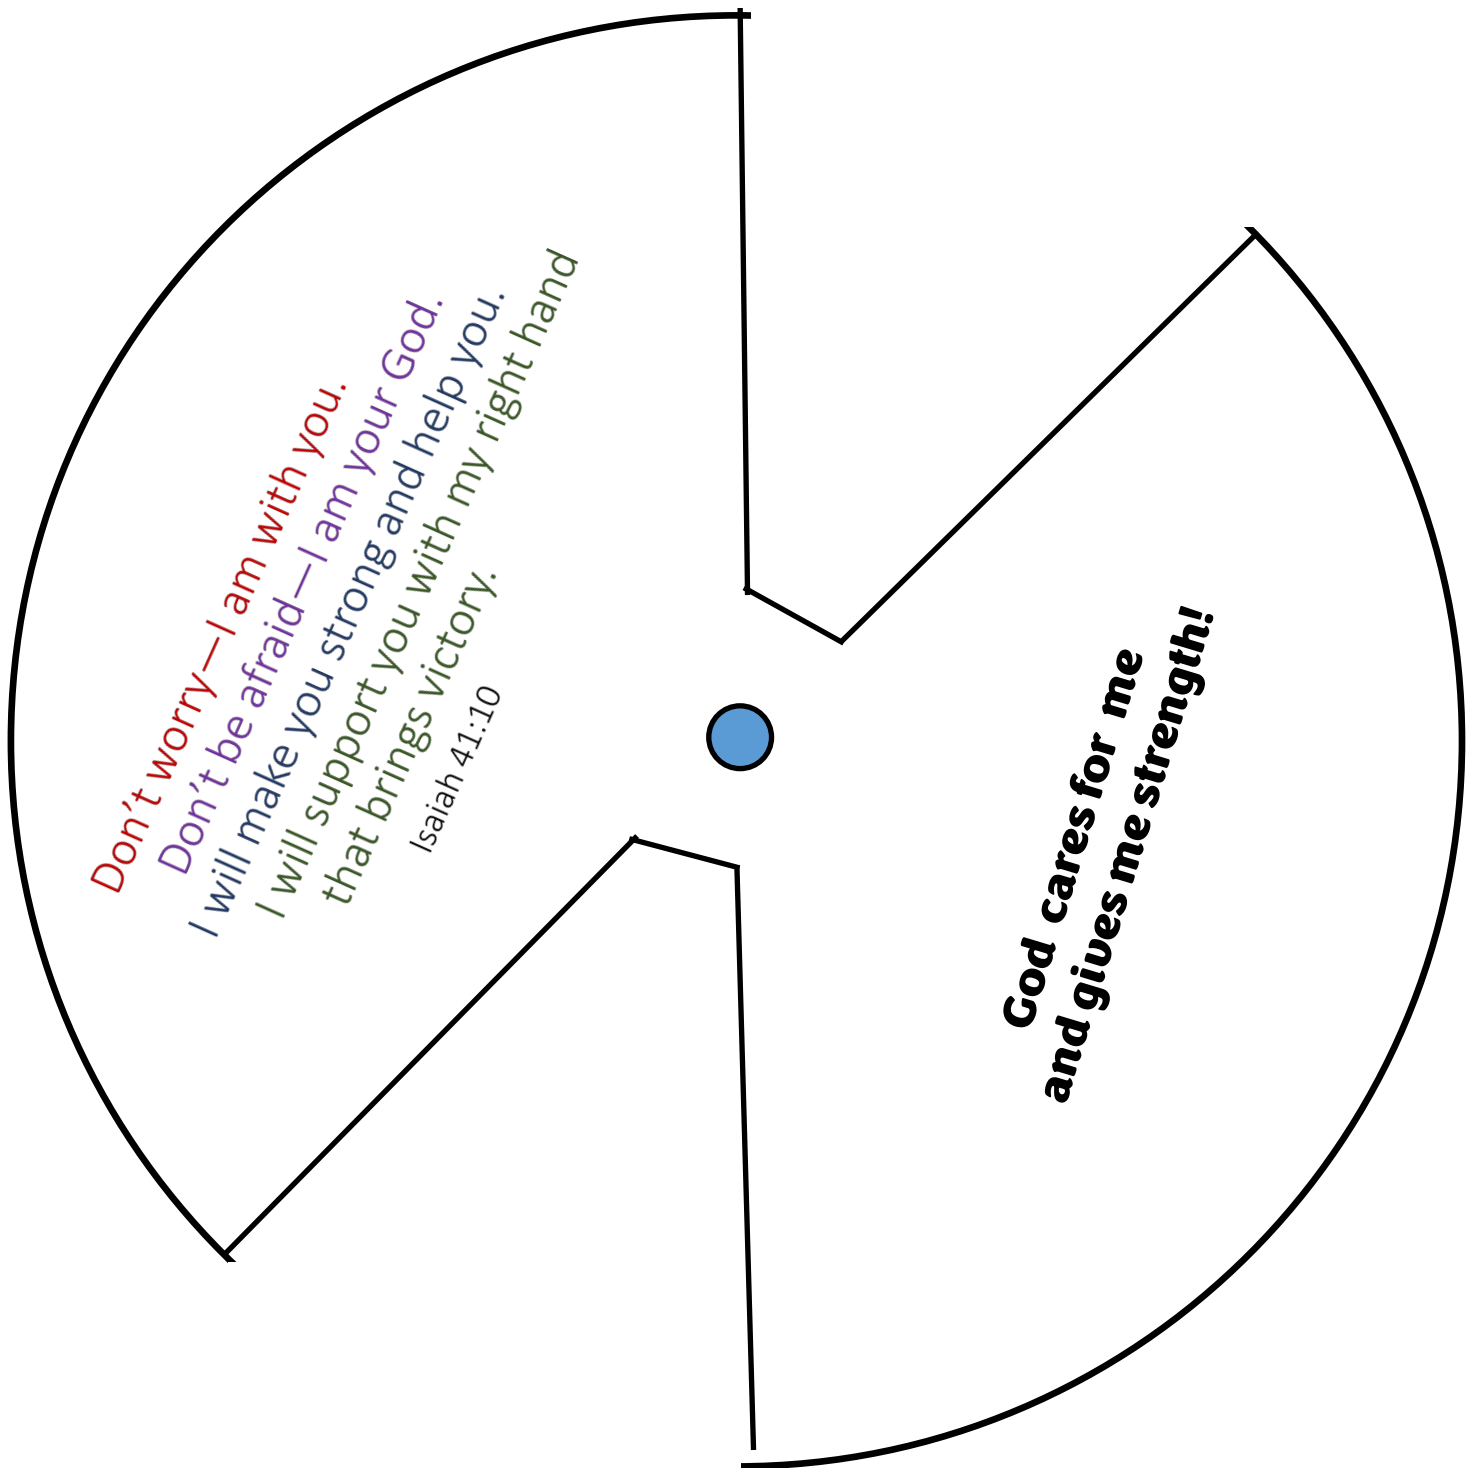 Don’t worry—I am with you.
Don’t be afraid—I am your God.
I will make you strong and help you.
I will support you with my right hand
that brings victory.
Isaiah 41:10
God cares for me
and gives me strength!